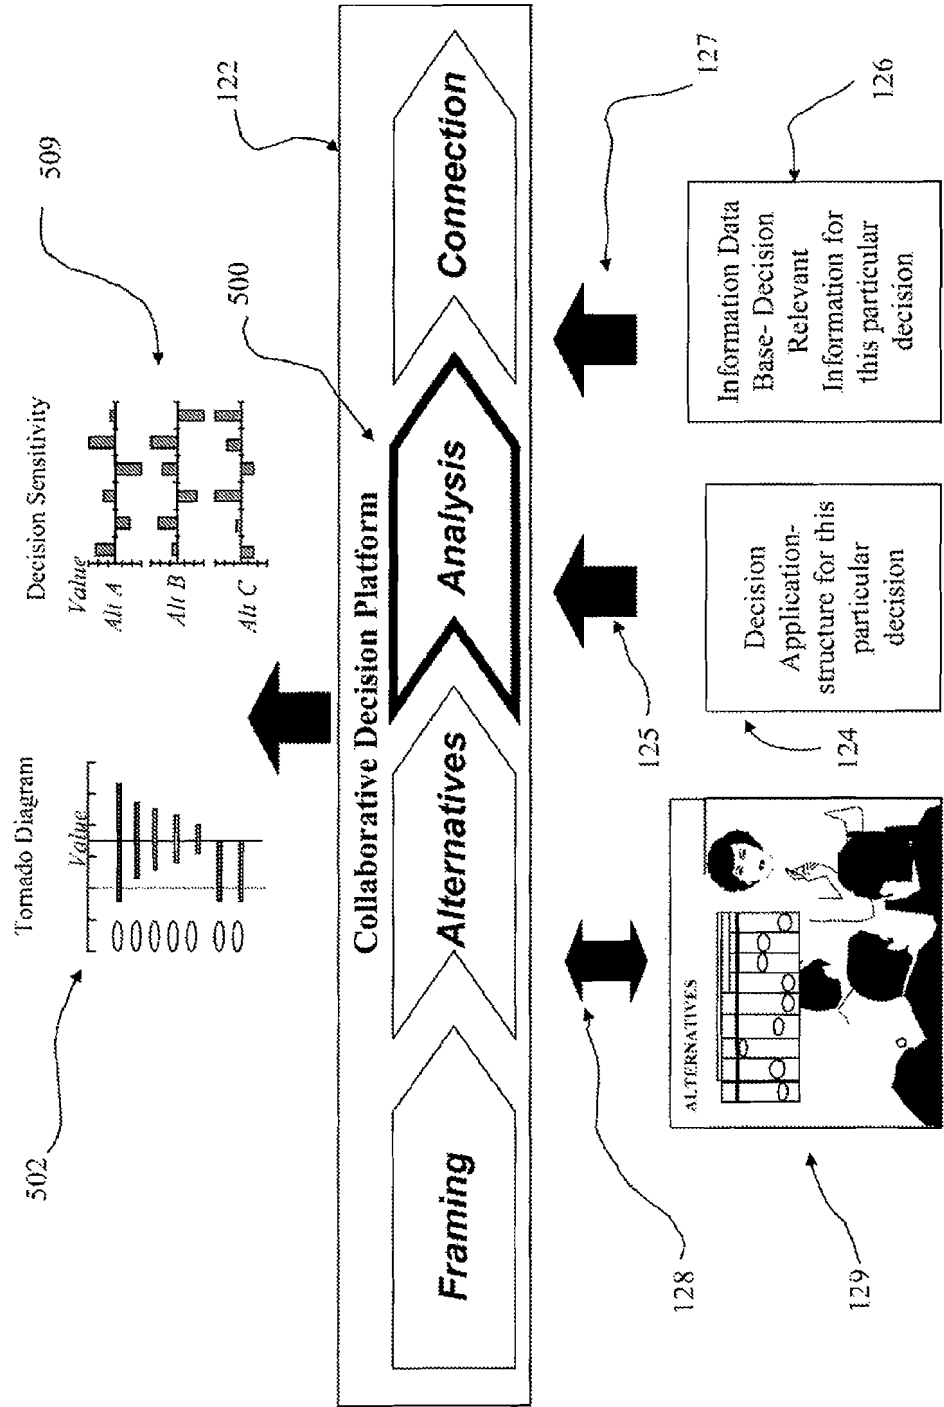 Tornado Diagram
Value
502
Decision Sensitivity
Value
Alt A
Alt B
Alt C
509
122
500
Collaborative Decision Platform
Framing
Alternatives
Analysis
Connection
128
125
127
ALTERNATIVES
129
Decision
Application-
structure for this
particular
decision
124
Information Data
Base- Decision
Relevant
Information for
this particular
decision
126